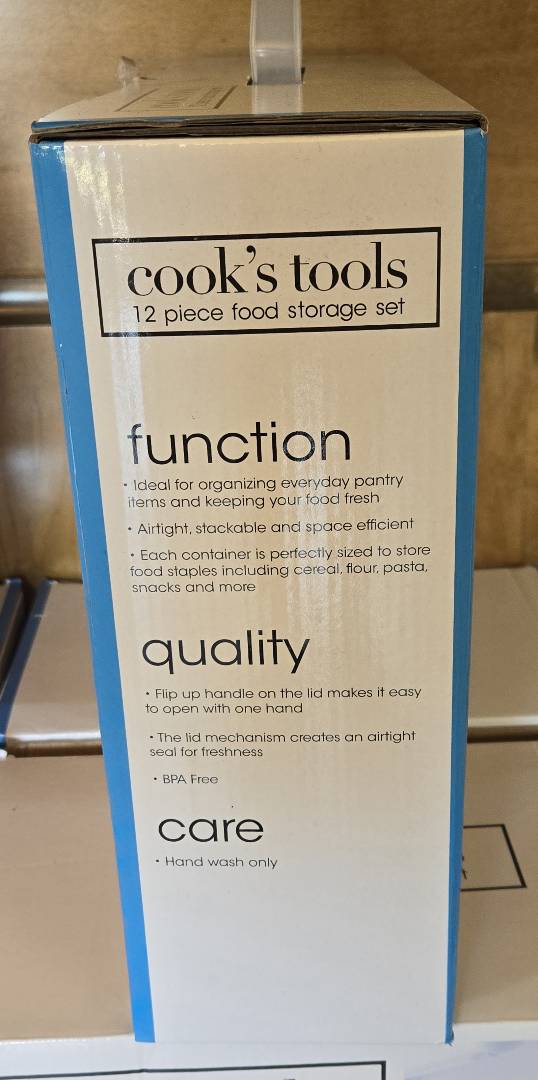 cook's tools
12 piece food storage set
function
• Ideal for organizing everyday pantry
items and keeping your food fresh
• Airtight, stackable and space efficient
• Each container is perfectly sized to store
food staples including cereal, flour, pasta,
snacks and more
quality
• Flip up handle on the lid makes it easy
to open with one hand
• The lid mechanism creates an airtight
seal for freshness
• BPA Free
care
• Hand wash only